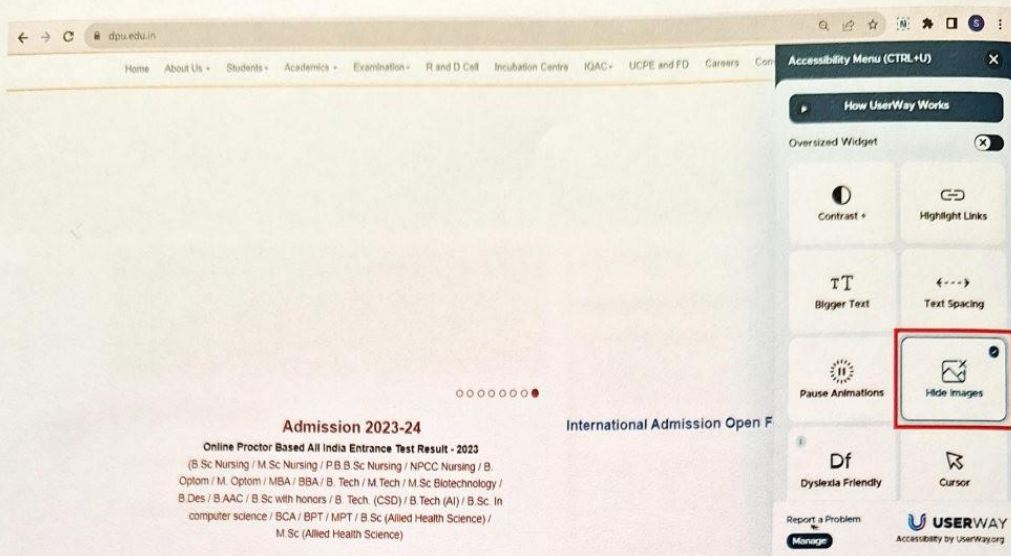 dpu.edu.in
S
Home About Us Students Academics Examination R and D Cell Incubation Centre IQAC UCPE and FD Careers Com
Accessibility Menu (CTRL+U)
How UserWay Works
Oversized Widget
Contrast +
Highlight Links
TT
Bigger Text
Text Spacing
Pause Animations
Hide Images
Df
Dyslexia Friendly
Cursor
Report a Problem
Manage
USERWAY
Accessibility by UserWay.org
Admission 2023-24
Online Proctor Based All India Entrance Test Result - 2023
(B.Sc Nursing / M.Sc Nursing / P.B.B.Sc Nursing / NPCC Nursing / B.
Optom / M. Optom / MBA / BBA / B. Tech / M.Tech / M.Sc Biotechnology /
B.Des / B.AAC / B.Sc with honors / B. Tech. (CSD) / B.Tech (AI) / B.Sc. In
computer science / BCA / BPT / MPT / B.Sc (Allied Health Science) /
M.Sc (Allied Health Science)
International Admission Open F